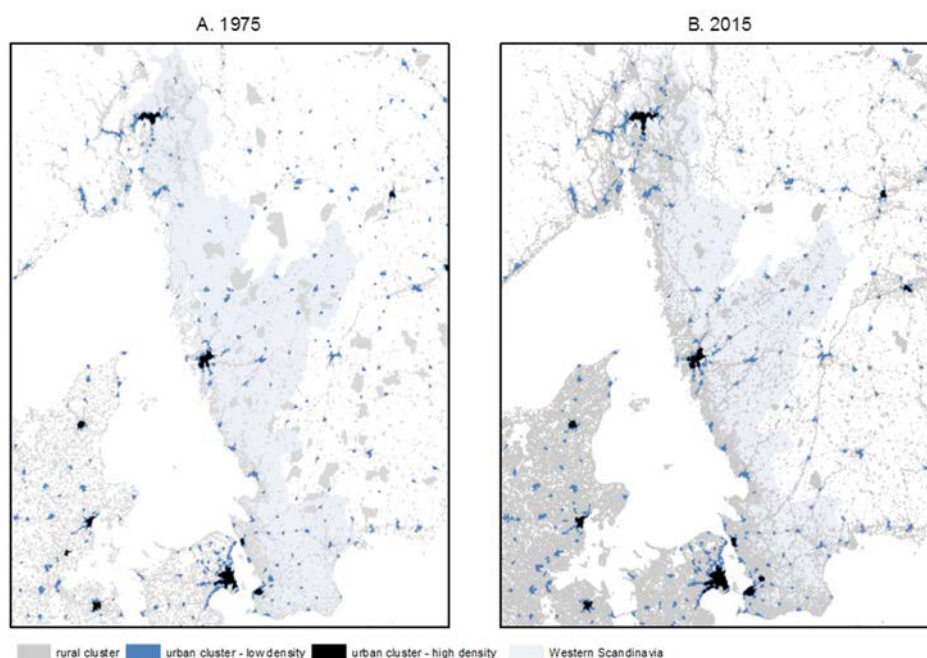 A. 1975
B. 2015
rural cluster
urban cluster - low density
urban cluster - high density
Western Scandinavia